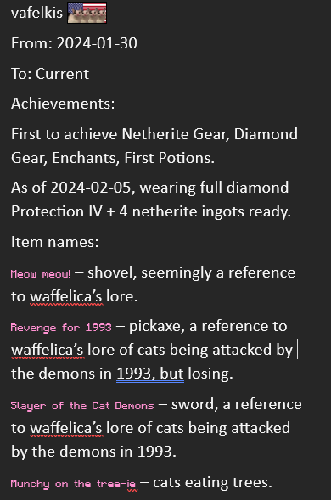 vafelkis
From: 2024-01-30
To: Current
Achievements:
First to achieve Netherite Gear, Diamond
Gear, Enchants, First Potions.
As of 2024-02-05, wearing full diamond
Protection IV + 4 netherite ingots ready.
Item names:
Meow meow! – shovel, seemingly a reference
to waffelica’s lore.
Revenge for 1993 – pickaxe, a reference to
waffelica’s lore of cats being attacked by
the demons in 1993, but losing.
Slayer of the Cat Demons – sword, a reference
to waffelica’s lore of cats being attacked
by the demons in 1993.
Munchy on the tree-ie – cats eating trees.